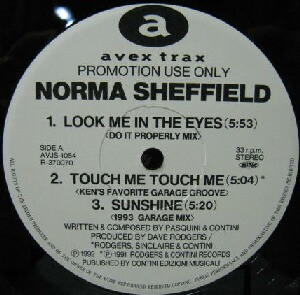 a
avex trax
PROMOTION USE ONLY
NORMA SHEFFIELD
1. LOOK ME IN THE EYES (5:53)
(DO IT PROPERLY MIX)
SIDE A
AVJS-1054
R-370070
33 r.p.m.
STEREO
2. TOUCH ME TOUCH ME (5:04)*
(KEN'S FAVORITE GARAGE GROOVE)
3. SUNSHINE (5:20)
(1993 GARAGE MIX)
WRITTEN & COMPOSED BY PASQUINI & CONTINI
PRODUCED BY DAVE RODGERS /
*RODGERS, SINCLAIRE & CONTINI
RODGERS & CONTINI RECORDS
PUBLISHED BY CONTINI EDIZIONI MUSICALI